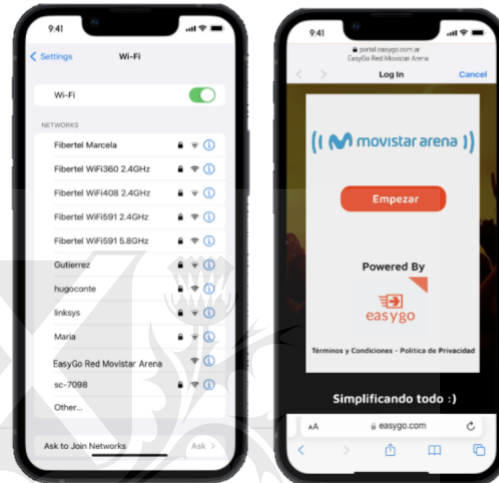 9:41
Settings
Wi-Fi
Wi-Fi
NETWORKS
Fibertel Marcela
Fibertel WiFi360 2.4GHz
Fibertel WiFi408 2.4GHz
Fibertel WiFi591 2.4GHz
Fibertel WiFi591 5.8GHz
Gutierrez
hugoconte
linksys
Maria
EasyGo Red Movistar Arena
sc-7098
Other...
Ask to Join Networks
Ask
9:41
portal.easygo.com.ar
EasyGo Red Movistar Arena
Log In
Cancel
movistar arena
Empezar
Powered By
easygo
Términos y Condiciones - Política de Privacidad
Simplificando todo :)
AA
easygo.com